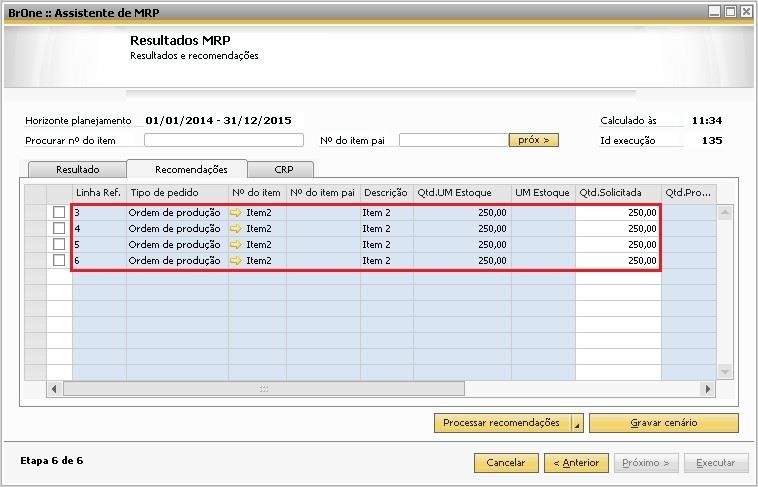 BrOne :: Assistente de MRP
Resultados MRP
Resultados e recomendações
Horizonte planejamento 01/01/2014 - 31/12/2015 Calculado às 11:34
Procurar nº do item Nº do item pai próx > Id execução 135
Resultado Recomendações CRP
Linha Ref. Tipo de pedido Nº do item Nº do item pai Descrição Qtd.UM Estoque UM Estoque Qtd.Solicitada Qtd.Pro...
3 Ordem de produção Item2 Item 2 250,00 250,00
4 Ordem de produção Item2 Item 2 250,00 250,00
5 Ordem de produção Item2 Item 2 250,00 250,00
6 Ordem de produção Item2 Item 2 250,00 250,00
Processar recomendações Gravar cenário
Etapa 6 de 6 Cancelar < Anterior Próximo > Executar